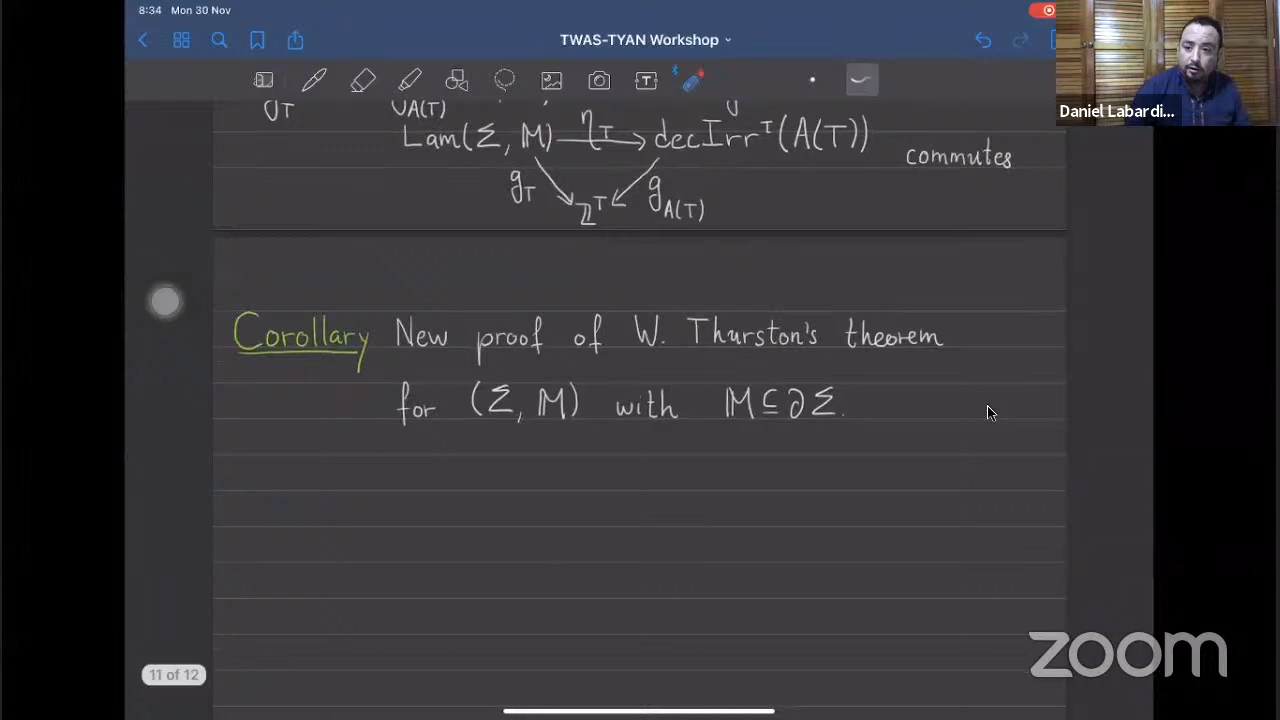 8:34 Mon 30 Nov
TWAS-TYAN Workshop
Daniel Labardi...
Lam(Σ, 𝕄) —η_T→ decIrr^τ(A(T))
commutes
g_T ℤ^T g_A(T)
Corollary New proof of W. Thurston's theorem
for (Σ, 𝕄) with 𝕄 ⊆ ∂Σ.
11 of 12
zoom